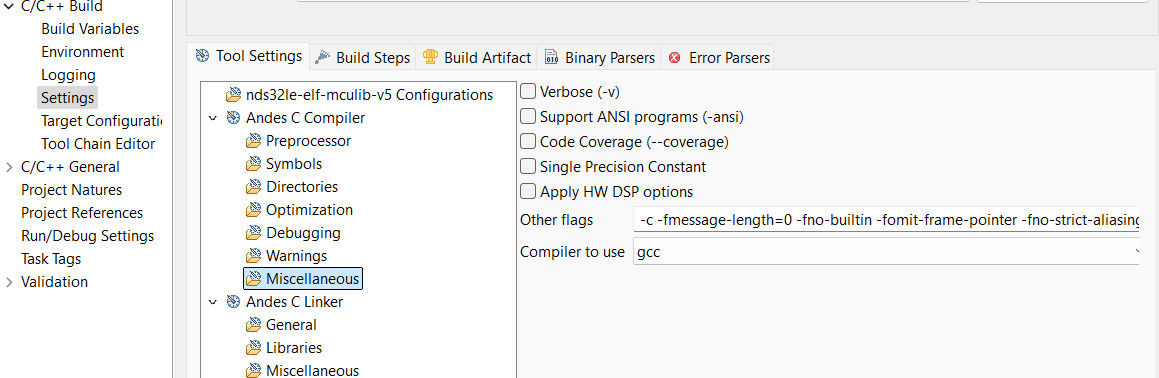 C/C++ Build
Build Variables
Environment
Logging
Settings
Target Configurati
Tool Chain Editor
C/C++ General
Project Natures
Project References
Run/Debug Settings
Task Tags
Validation
Tool Settings
Build Steps
Build Artifact
Binary Parsers
Error Parsers
nds32le-elf-mculib-v5 Configurations
Andes C Compiler
Preprocessor
Symbols
Directories
Optimization
Debugging
Warnings
Miscellaneous
Andes C Linker
General
Libraries
Miscellaneous
Verbose (-v)
Support ANSI programs (-ansi)
Code Coverage (--coverage)
Single Precision Constant
Apply HW DSP options
Other flags -c -fmessage-length=0 -fno-builtin -fomit-frame-pointer -fno-strict-aliasing
Compiler to use gcc